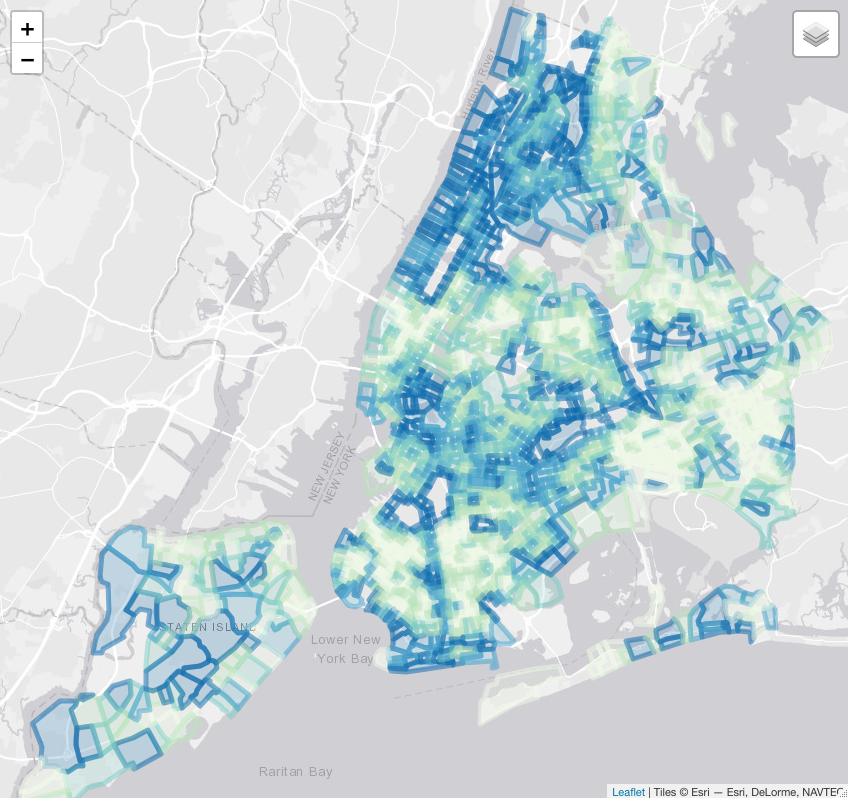 +
−
Hudson River
NEW JERSEY
NEW YORK
STATEN ISLAND
Lower New
York Bay
Raritan Bay
Leaflet | Tiles © Esri — Esri, DeLorme, NAVTEQ